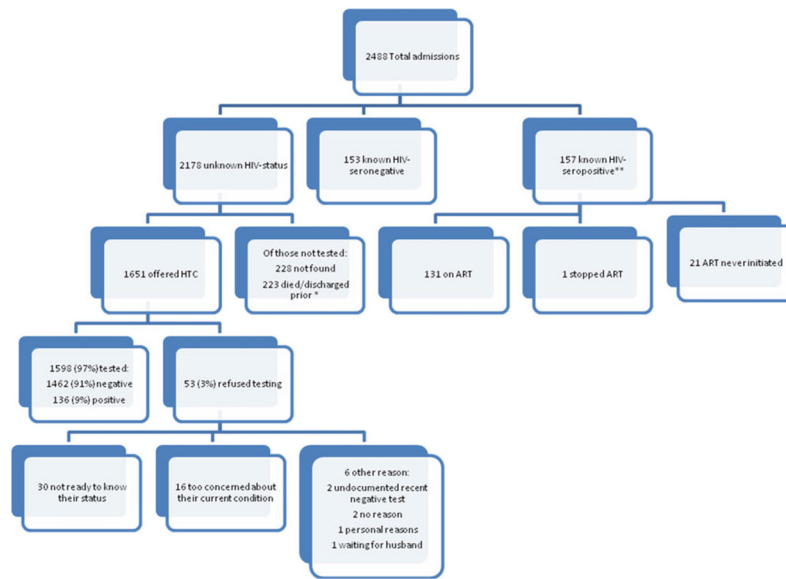 2488 Total admissions
2178 unknown HIV-status
153 known HIV-
seronegative
157 known HIV-
seropositive**
1651 offered HTC
Of those not tested:
228 not found
223 died/discharged
prior *
131 on ART
1 stopped ART
21 ART never initiated
1598 (97%) tested:
1462 (91%) negative
136 (9%) positive
53 (3%) refused testing
30 not ready to know
their status
16 too concerned about
their current condition
6 other reason:
2 undocumented recent
negative test
2 no reason
1 personal reasons
1 waiting for husband